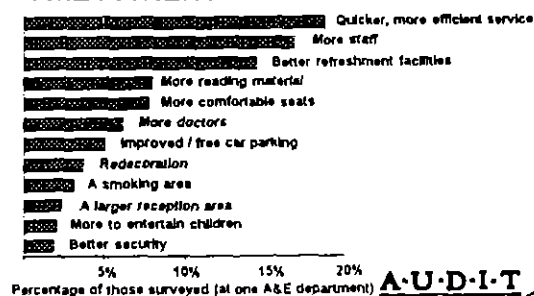 Quicker, more efficient service
More staff
Better refreshment facilities
More reading material
More comfortable seats
More doctors
Improved / free car parking
Redecoration
A smoking area
A larger reception area
More to entertain children
Better security
5% 10% 15% 20%
Percentage of those surveyed (at one A&E department)
A·U·D·I·T